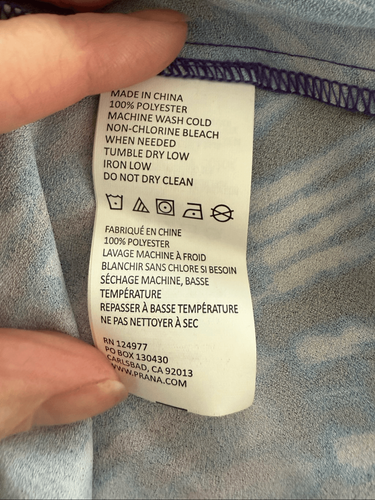 MADE IN CHINA
100% POLYESTER
MACHINE WASH COLD
NON-CHLORINE BLEACH
WHEN NEEDED
TUMBLE DRY LOW
IRON LOW
DO NOT DRY CLEAN
FABRIQUÉ EN CHINE
100% POLYESTER
LAVAGE MACHINE À FROID
BLANCHIR SANS CHLORE SI BESOIN
SÉCHAGE MACHINE, BASSE
TEMPÉRATURE
REPASSER À BASSE TEMPÉRATURE
NE PAS NETTOYER À SEC
RN 124977
PO BOX 130430
CARLSBAD, CA 92013
WWW.PRANA.COM